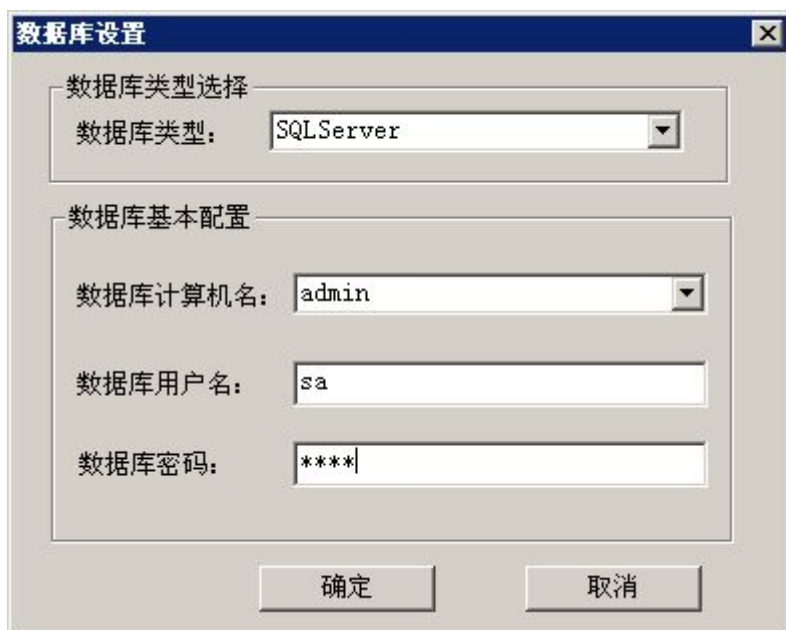 数据库设置
数据库类型选择
数据库类型： SQLServer
数据库基本配置
数据库计算机名： admin
数据库用户名： sa
数据库密码： ****
确定 取消